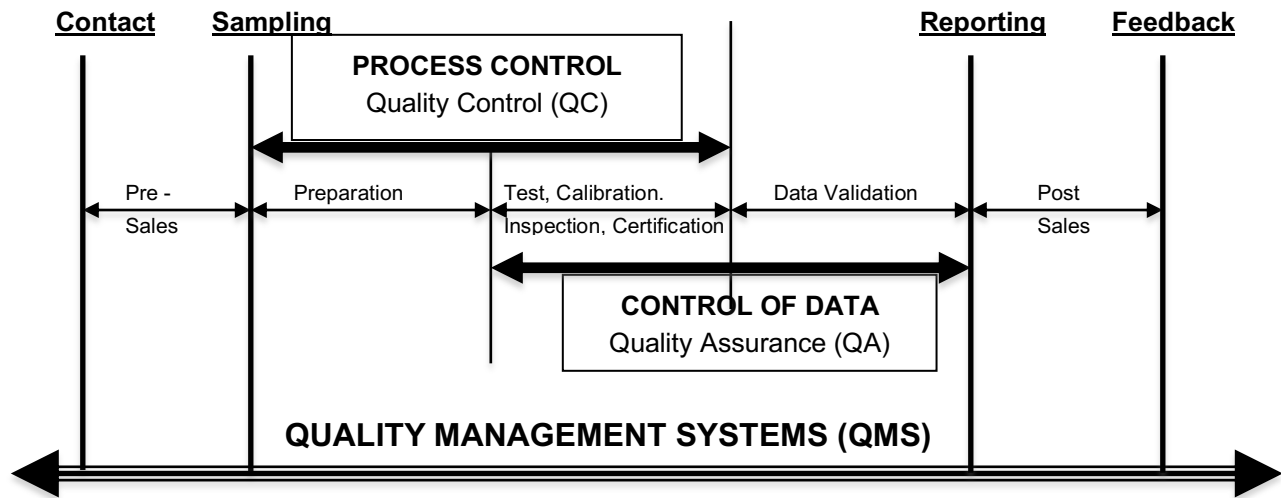 Contact
Sampling
Reporting
Feedback
PROCESS CONTROL
Quality Control (QC)
Pre -
Sales
Preparation
Test, Calibration.
Inspection, Certification
Data Validation
Post
Sales
CONTROL OF DATA
Quality Assurance (QA)
QUALITY MANAGEMENT SYSTEMS (QMS)